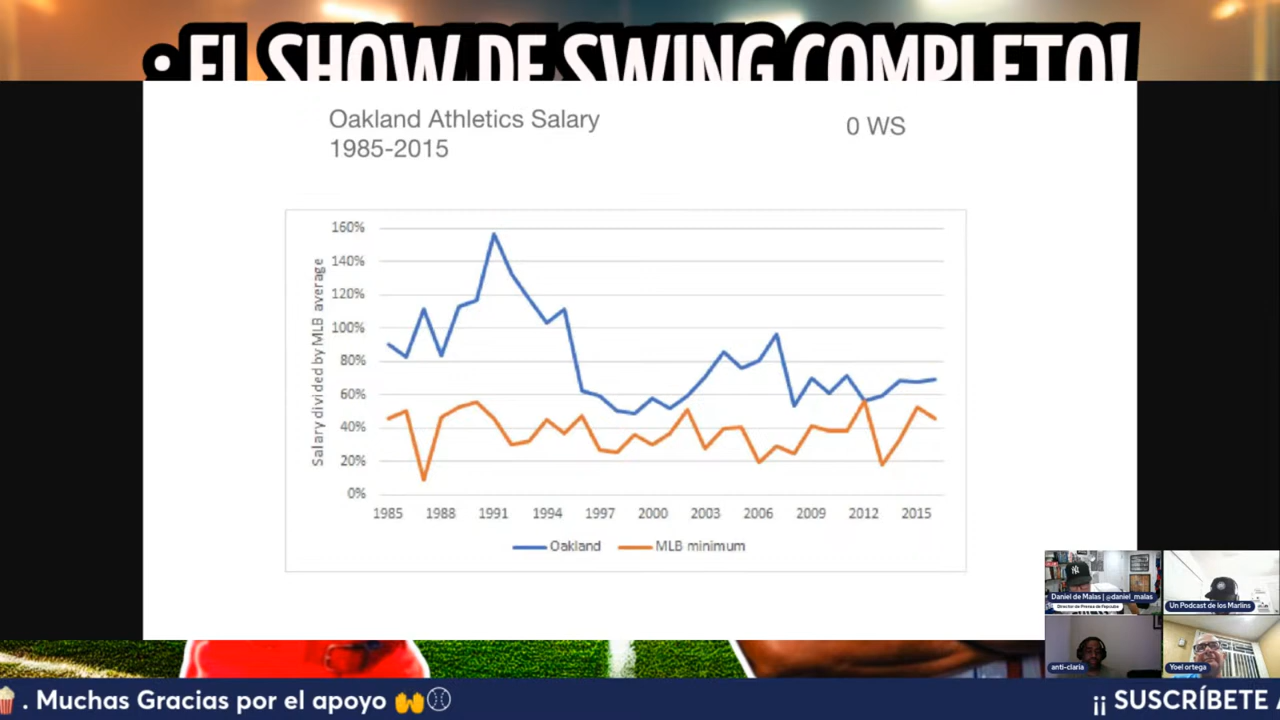 ¡EL SHOW DE SWING COMPLETO!
Oakland Athletics Salary
1985-2015
0 WS
Salary divided by MLB average
160%
140%
120%
100%
80%
60%
40%
20%
0%
1985 1988 1991 1994 1997 2000 2003 2006 2009 2012 2015
Oakland MLB minimum
Daniel de Malas | @daniel_malas
Un Podcast de los Marlins
anti-claria
Yoel ortega
. Muchas Gracias por el apoyo
¡¡ SUSCRÍBETE